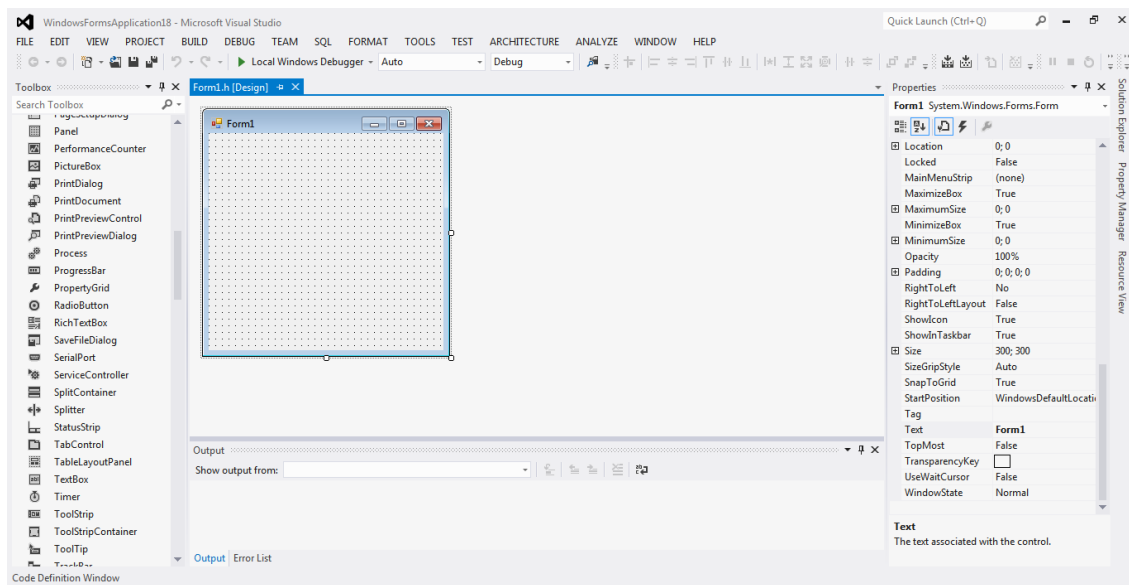 WindowsFormsApplication18 - Microsoft Visual Studio
Quick Launch (Ctrl+Q)
FILE EDIT VIEW PROJECT BUILD DEBUG TEAM SQL FORMAT TOOLS TEST ARCHITECTURE ANALYZE WINDOW HELP
Local Windows Debugger Auto Debug
Toolbox
Search Toolbox
PageSetupDialog
Panel
PerformanceCounter
PictureBox
PrintDialog
PrintDocument
PrintPreviewControl
PrintPreviewDialog
Process
ProgressBar
PropertyGrid
RadioButton
RichTextBox
SaveFileDialog
SerialPort
ServiceController
SplitContainer
Splitter
StatusStrip
TabControl
TableLayoutPanel
TextBox
Timer
ToolStrip
ToolStripContainer
ToolTip
TrackBar
Code Definition Window
Form1.h [Design]
Form1
Output
Show output from:
Output Error List
Properties
Form1 System.Windows.Forms.Form
Location 0; 0
Locked False
MainMenuStrip (none)
MaximizeBox True
MaximumSize 0; 0
MinimizeBox True
MinimumSize 0; 0
Opacity 100%
Padding 0; 0; 0; 0
RightToLeft No
RightToLeftLayout False
ShowIcon True
ShowInTaskbar True
Size 300; 300
SizeGripStyle Auto
SnapToGrid True
StartPosition WindowsDefaultLocati
Tag
Text Form1
TopMost False
TransparencyKey
UseWaitCursor False
WindowState Normal
Text
The text associated with the control.
Solution Explorer
Property Manager
Resource View